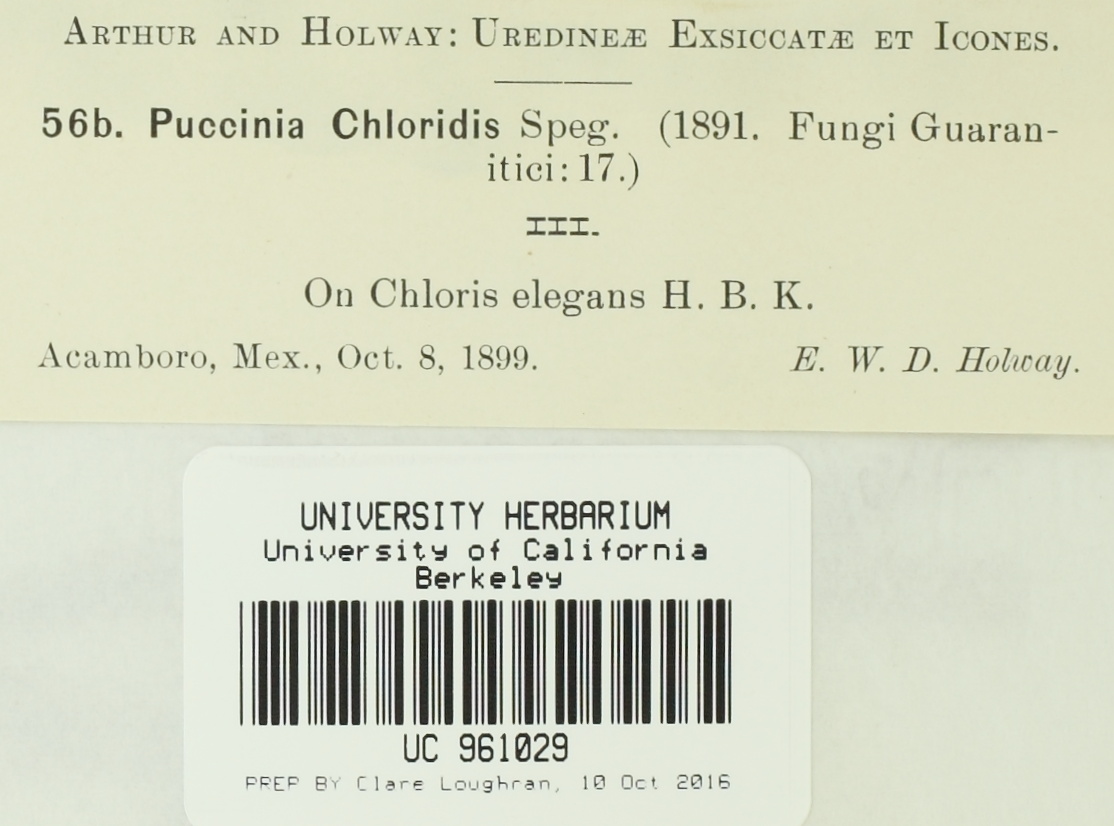 ARTHUR AND HOLWAY: UREDINEÆ EXSICCATÆ ET ICONES.
56b. Puccinia Chloridis Speg. (1891. Fungi Guaran-
itici: 17.)
III.
On Chloris elegans H. B. K.
Acamboro, Mex., Oct. 8, 1899. E. W. D. Holway.
UNIVERSITY HERBARIUM
University of California
Berkeley
UC 961029
PREP BY Clare Loughran, 10 Oct 2016